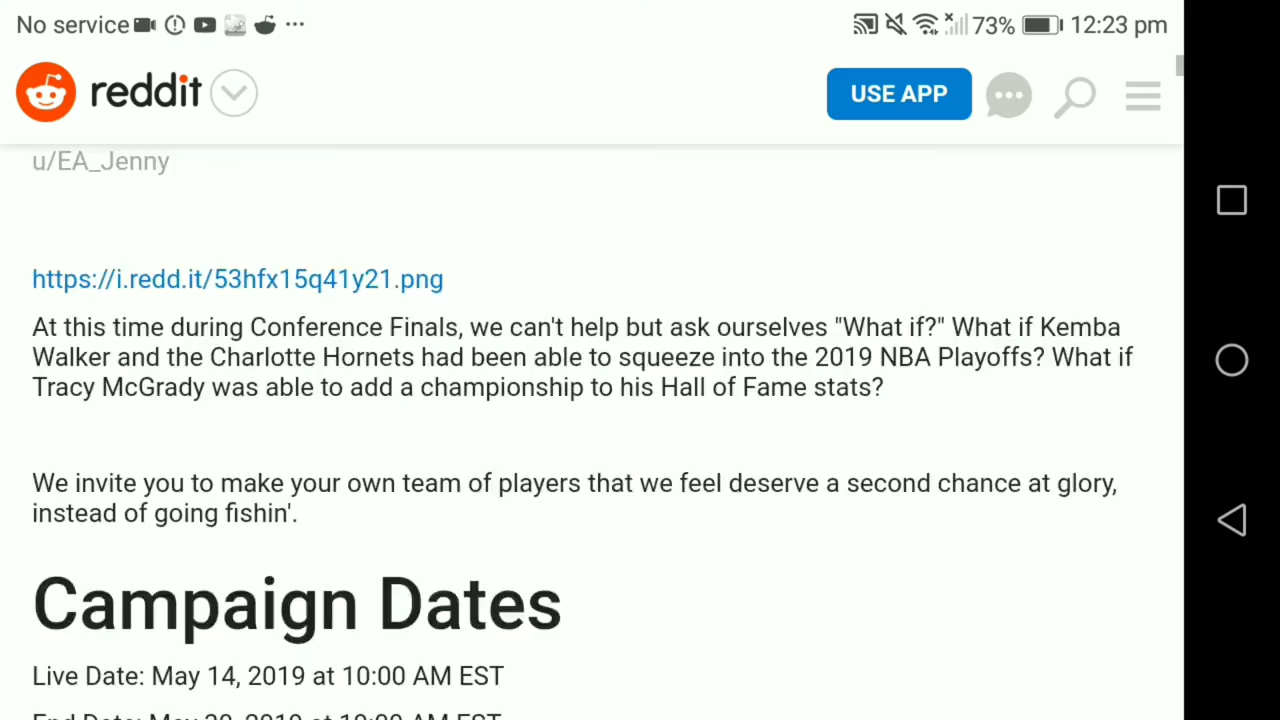 No service 73% 12:23 pm
reddit USE APP
u/EA_Jenny
https://i.redd.it/53hfx15q41y21.png
At this time during Conference Finals, we can't help but ask ourselves "What if?" What if Kemba
Walker and the Charlotte Hornets had been able to squeeze into the 2019 NBA Playoffs? What if
Tracy McGrady was able to add a championship to his Hall of Fame stats?
We invite you to make your own team of players that we feel deserve a second chance at glory,
instead of going fishin'.
Campaign Dates
Live Date: May 14, 2019 at 10:00 AM EST